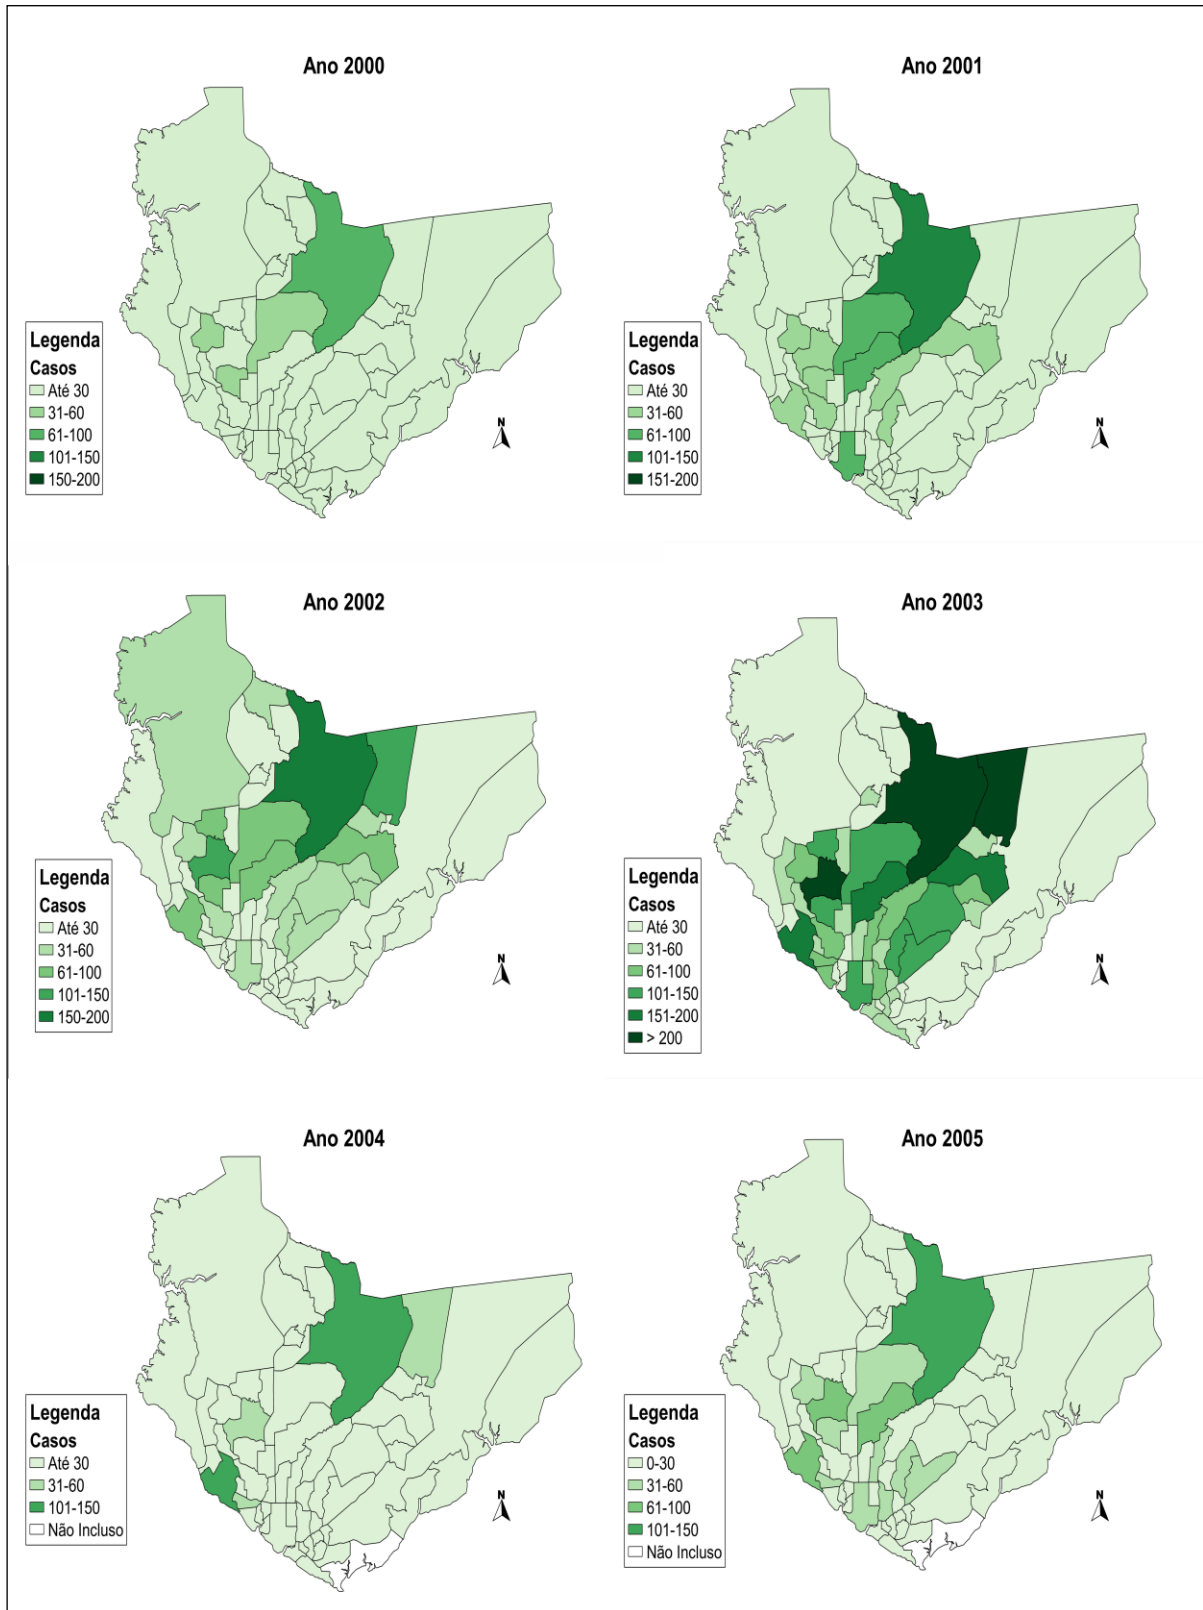 Ano 2000
Legenda
Casos
Até 30
31-60
61-100
101-150
150-200
N
Ano 2001
Legenda
Casos
Até 30
31-60
61-100
101-150
151-200
N
Ano 2002
Legenda
Casos
Até 30
31-60
61-100
101-150
150-200
N
Ano 2003
Legenda
Casos
Até 30
31-60
61-100
101-150
151-200
> 200
N
Ano 2004
Legenda
Casos
Até 30
31-60
101-150
Não Incluso
N
Ano 2005
Legenda
Casos
0-30
31-60
61-100
101-150
Não Incluso
N